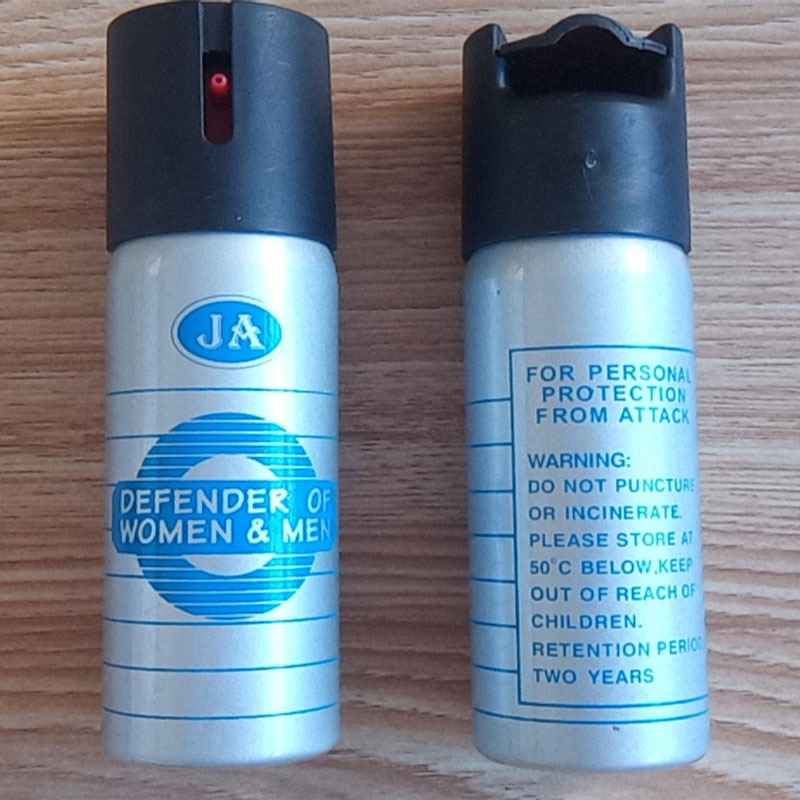 JA
DEFENDER OF
WOMEN & MEN
FOR PERSONAL
PROTECTION
FROM ATTACK
WARNING:
DO NOT PUNCTURE
OR INCINERATE.
PLEASE STORE AT
50°C BELOW,KEEP
OUT OF REACH OF
CHILDREN.
RETENTION PERIOD
TWO YEARS